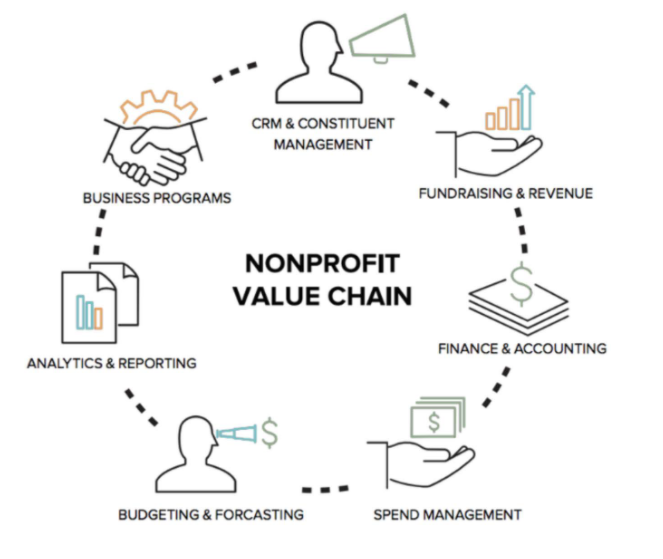 CRM & CONSTITUENT
MANAGEMENT
FUNDRAISING & REVENUE
BUSINESS PROGRAMS
NONPROFIT
VALUE CHAIN
$
FINANCE & ACCOUNTING
ANALYTICS & REPORTING
$
$
BUDGETING & FORCASTING
SPEND MANAGEMENT